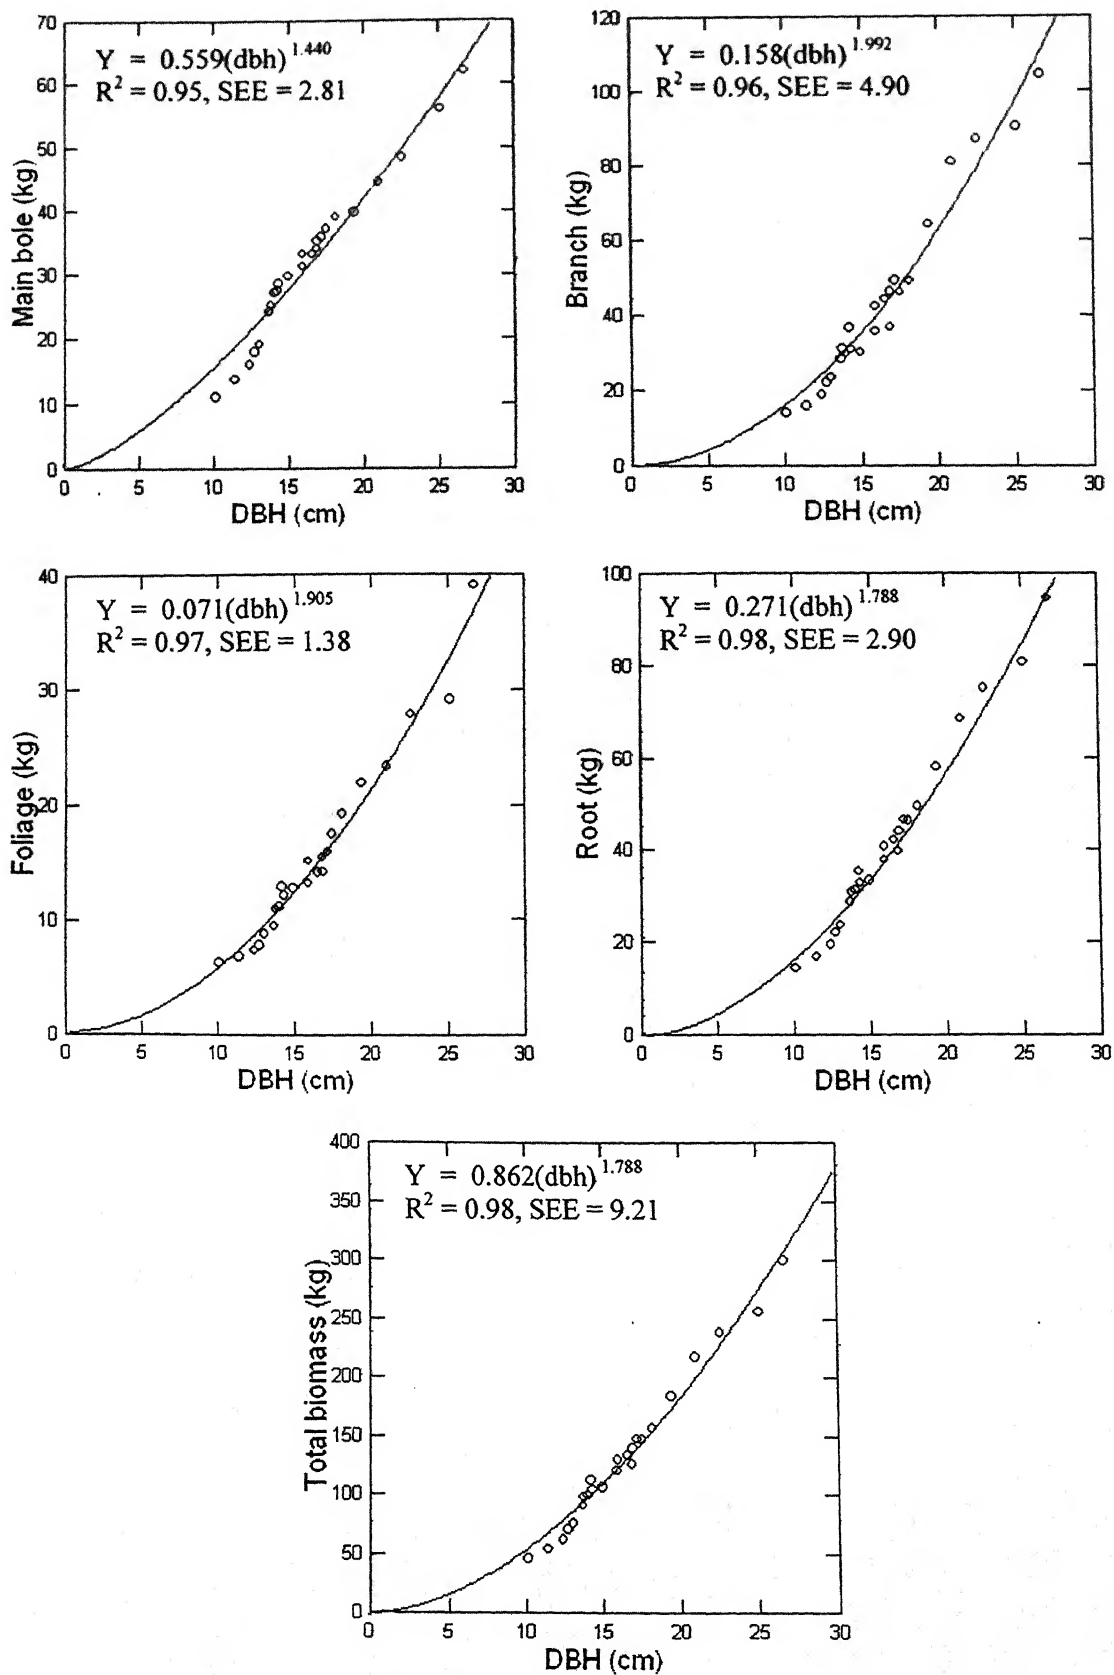 Y = 0.559(dbh)^1.440
R² = 0.95, SEE = 2.81
Main bole (kg)
70
60
50
40
30
20
10
0
0 5 10 15 20 25 30
DBH (cm)
Y = 0.158(dbh)^1.992
R² = 0.96, SEE = 4.90
Branch (kg)
120
100
80
60
40
20
0
0 5 10 15 20 25 30
DBH (cm)
Y = 0.071(dbh)^1.905
R² = 0.97, SEE = 1.38
Foliage (kg)
40
30
20
10
0
0 5 10 15 20 25 30
DBH (cm)
Y = 0.271(dbh)^1.788
R² = 0.98, SEE = 2.90
Root (kg)
100
80
60
40
20
0
0 5 10 15 20 25 30
DBH (cm)
Y = 0.862(dbh)^1.788
R² = 0.98, SEE = 9.21
Total biomass (kg)
400
350
300
250
200
150
100
50
0
0 5 10 15 20 25 30
DBH (cm)